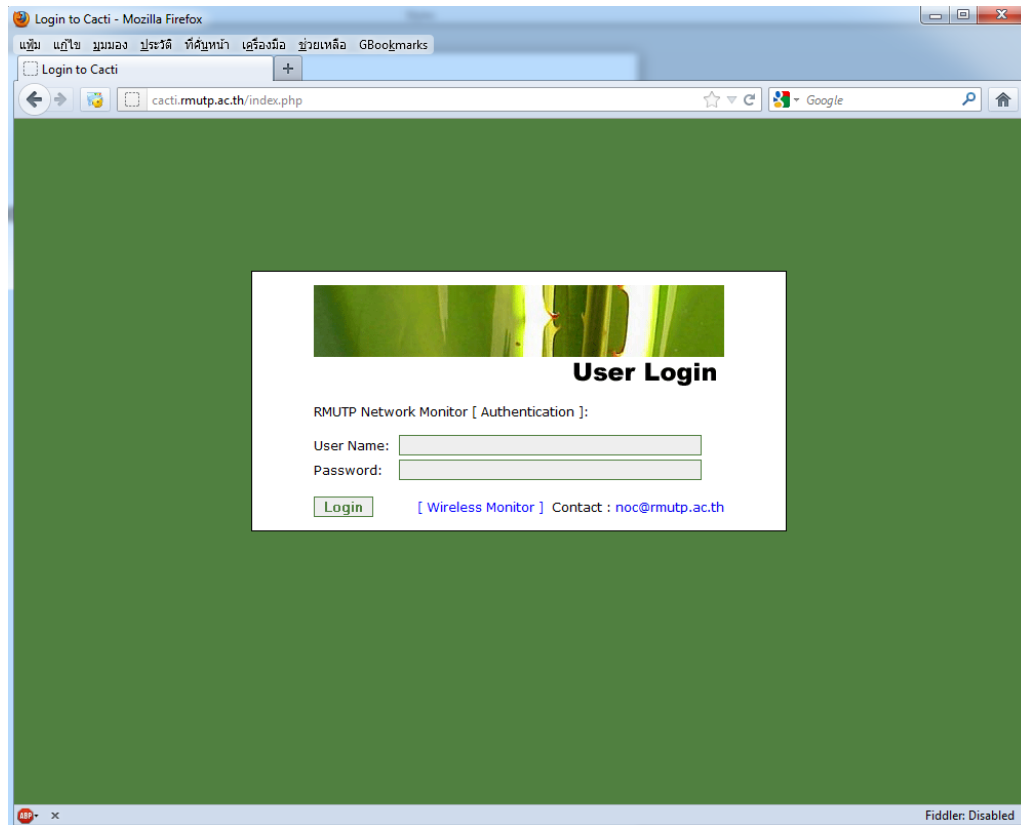 Login to Cacti - Mozilla Firefox
แฟ้ม แก้ไข มุมมอง ประวัติ ที่คั่นหน้า เครื่องมือ ช่วยเหลือ GBookmarks
Login to Cacti
cacti.rmutp.ac.th/index.php
Google
User Login
RMUTP Network Monitor [ Authentication ]:
User Name:
Password:
Login [ Wireless Monitor ] Contact : noc@rmutp.ac.th
ABP
Fiddler: Disabled